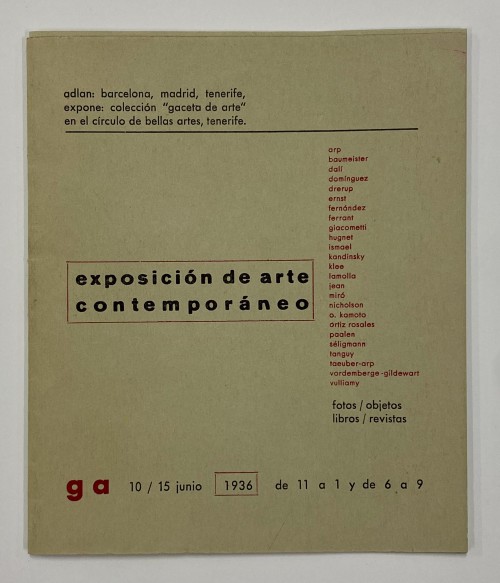 adlan: barcelona, madrid, tenerife,
expone: colección "gaceta de arte"
en el círculo de bellas artes, tenerife.
arp
baumeister
dalí
domínguez
drerup
ernst
fernández
ferrant
giacometti
hugnet
ismael
kandinsky
klee
lamolla
jean
miró
nicholson
o. kamoto
ortiz rosales
paalen
séligmann
tanguy
taeuber-arp
vordemberge-gildewart
vulliamy
exposición de arte
contemporáneo
fotos / objetos
libros / revistas
ga 10 / 15 junio 1936 de 11 a 1 y de 6 a 9